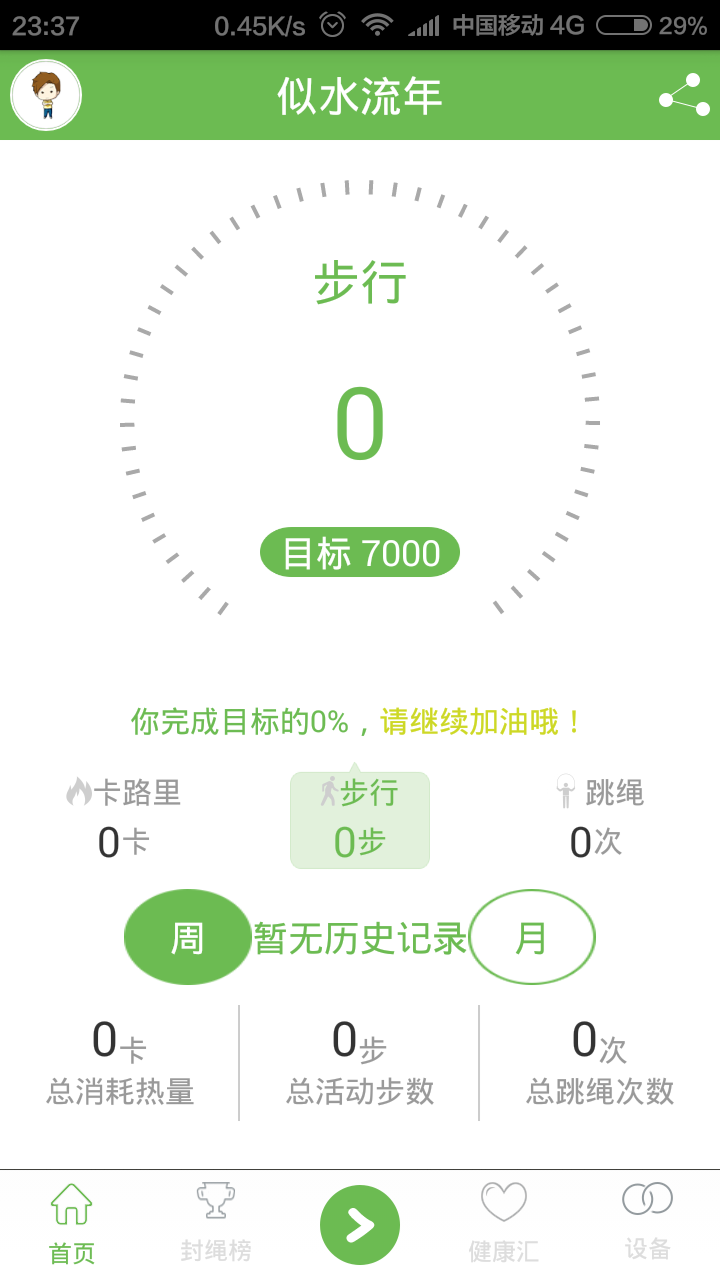 23:37 0.45K/s 中国移动 4G 29%
似水流年
步行
0
目标 7000
你完成目标的0%，请继续加油哦！
卡路里 步行 跳绳
0卡 0步 0次
周 暂无历史记录 月
0卡 0步 0次
总消耗热量 总活动步数 总跳绳次数
首页 封绳榜 健康汇 设备